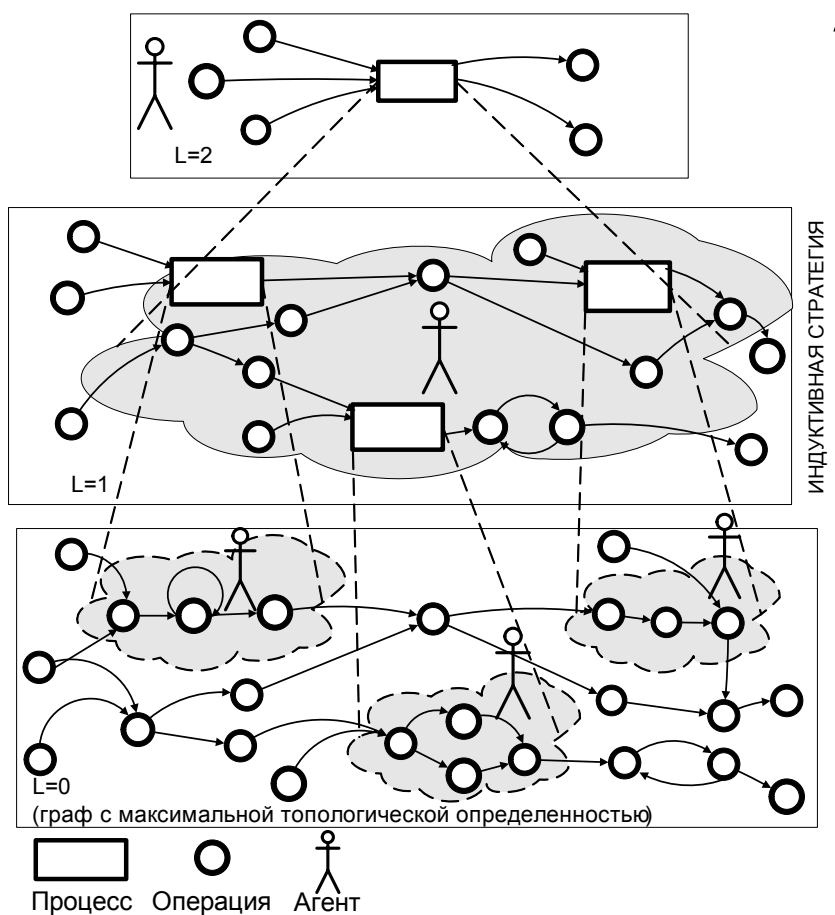 L=2
ИНДУКТИВНАЯ СТРАТЕГИЯ
L=1
L=0
(граф с максимальной топологической определенностью)
Процесс Операция Агент